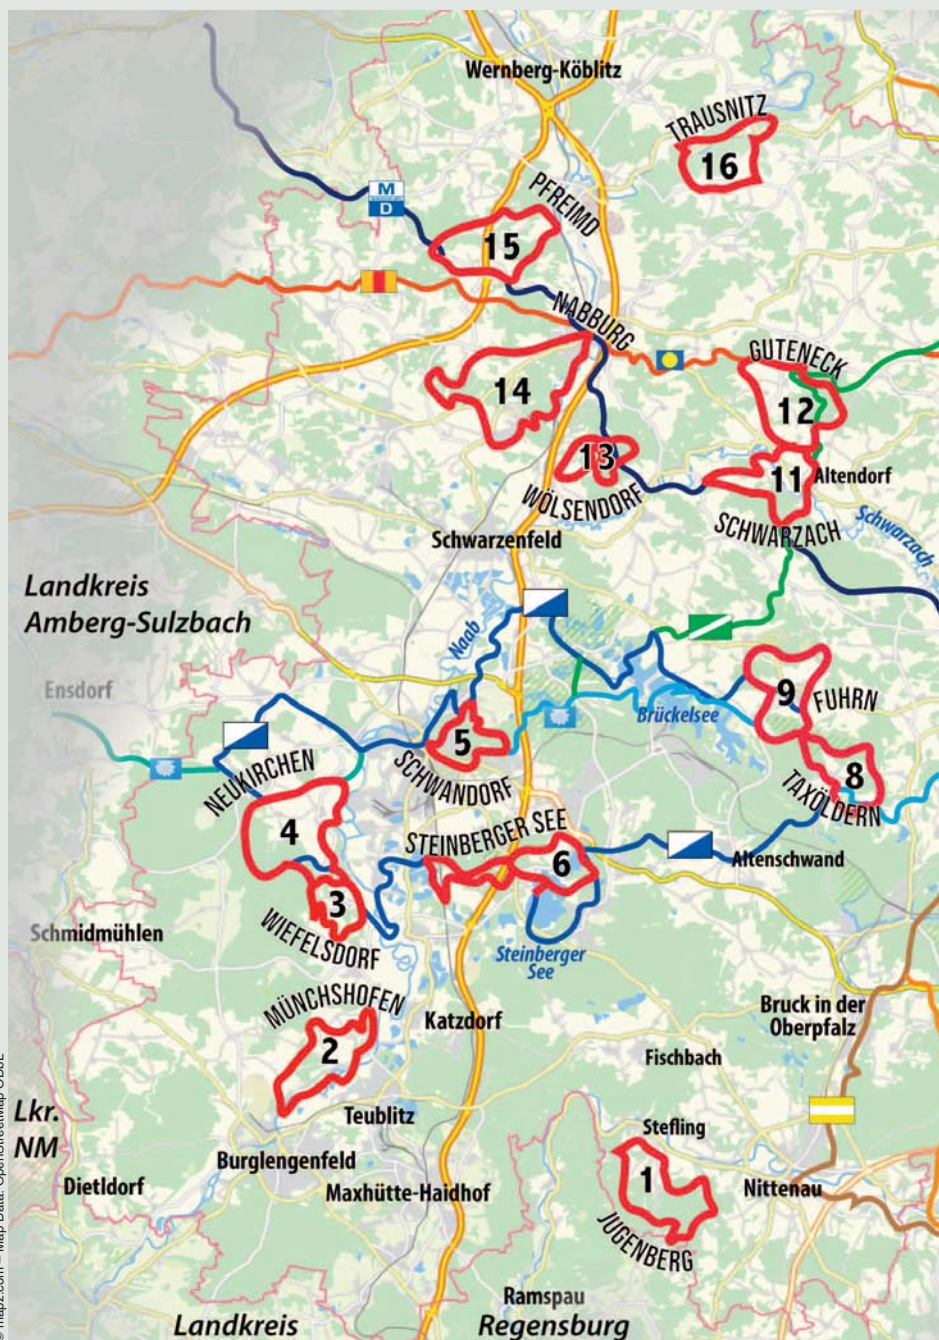 Wernberg-Köblitz
TRAUSNITZ
16
M
D
PFREIMD
15
NABBURG
GUTENECK
14
12
13
11
Altendorf
WÖLSENDORF
SCHWARZACH
Schwarzach
Schwarzenfeld
Landkreis
Amberg-Sulzbach
Naab
Ensdorf
9
FUHRN
Brückelsee
5
NEUKIRCHEN
SCHWANDORF
8
TAXÖLDERN
4
STEINBERGER SEE
6
Altenschwand
3
WIEFELSDORF
Schmidmühlen
Steinberger
See
MÜNCHSHOFEN
Katzdorf
Bruck in der
Oberpfalz
2
Fischbach
Lkr.
NM
Teublitz
Stefling
Burglengenfeld
1
Dietldorf
Maxhütte-Haidhof
Nittenau
JUGENBERG
Ramspau
Landkreis
Regensburg